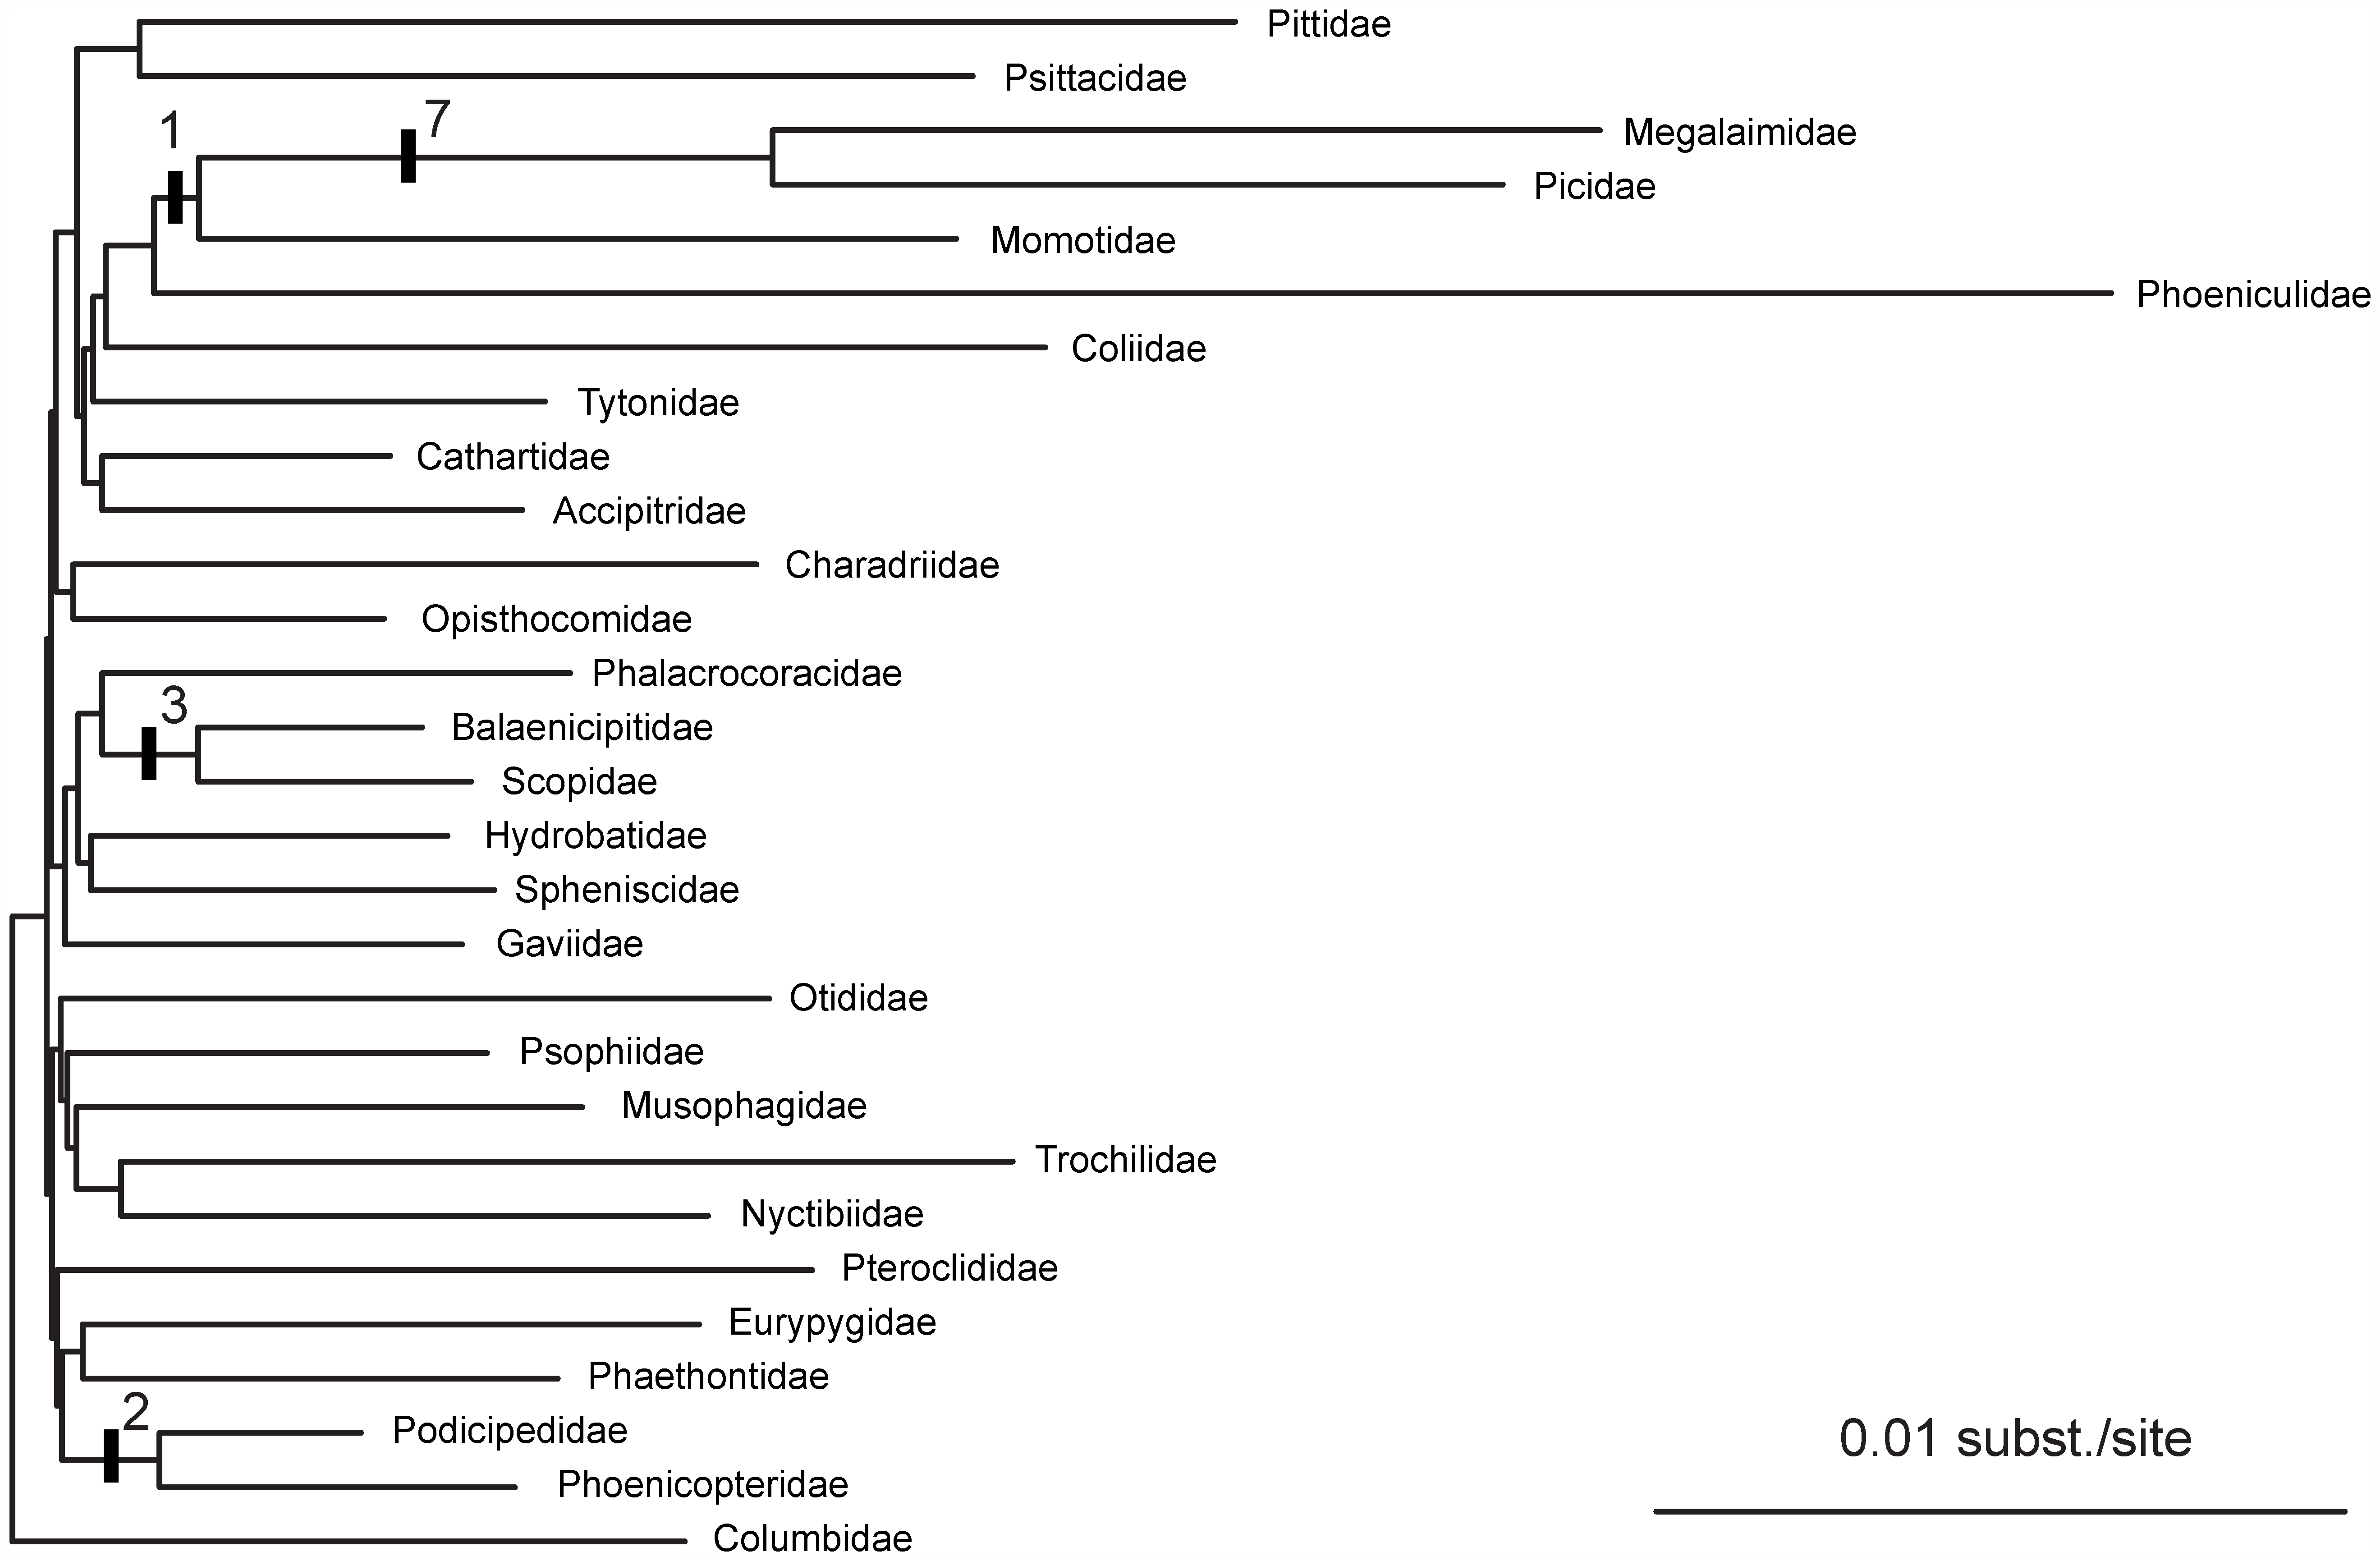 Pittidae
Psittacidae
1
7
Megalaimidae
Picidae
Momotidae
Phoeniculidae
Coliidae
Tytonidae
Cathartidae
Accipitridae
Charadriidae
Opisthocomidae
Phalacrocoracidae
3
Balaenicipitidae
Scopidae
Hydrobatidae
Spheniscidae
Gaviidae
Otididae
Psophiidae
Musophagidae
Trochilidae
Nyctibiidae
Pteroclididae
Eurypygidae
Phaethontidae
2
Podicipedidae
Phoenicopteridae
Columbidae
0.01 subst./site